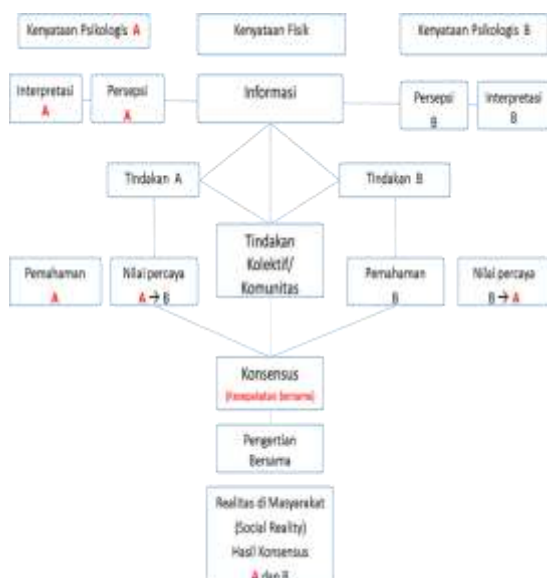 Kenyataan Psikologis A
Kenyataan Fisik
Kenyataan Psikologis B
Interpretasi
A
Persepsi
A
Informasi
Persepsi
B
Interpretasi
B
Tindakan A
Tindakan B
Tindakan
Kolektif/
Komunitas
Pemahaman
A
Nilai percaya
A → B
Pemahaman
B
Nilai percaya
B → A
Konsensus
(Kesepakatan bersama)
Pengertian
Bersama
Realitas di Masyarakat
(Social Reality)
Hasil Konsensus
A dan B